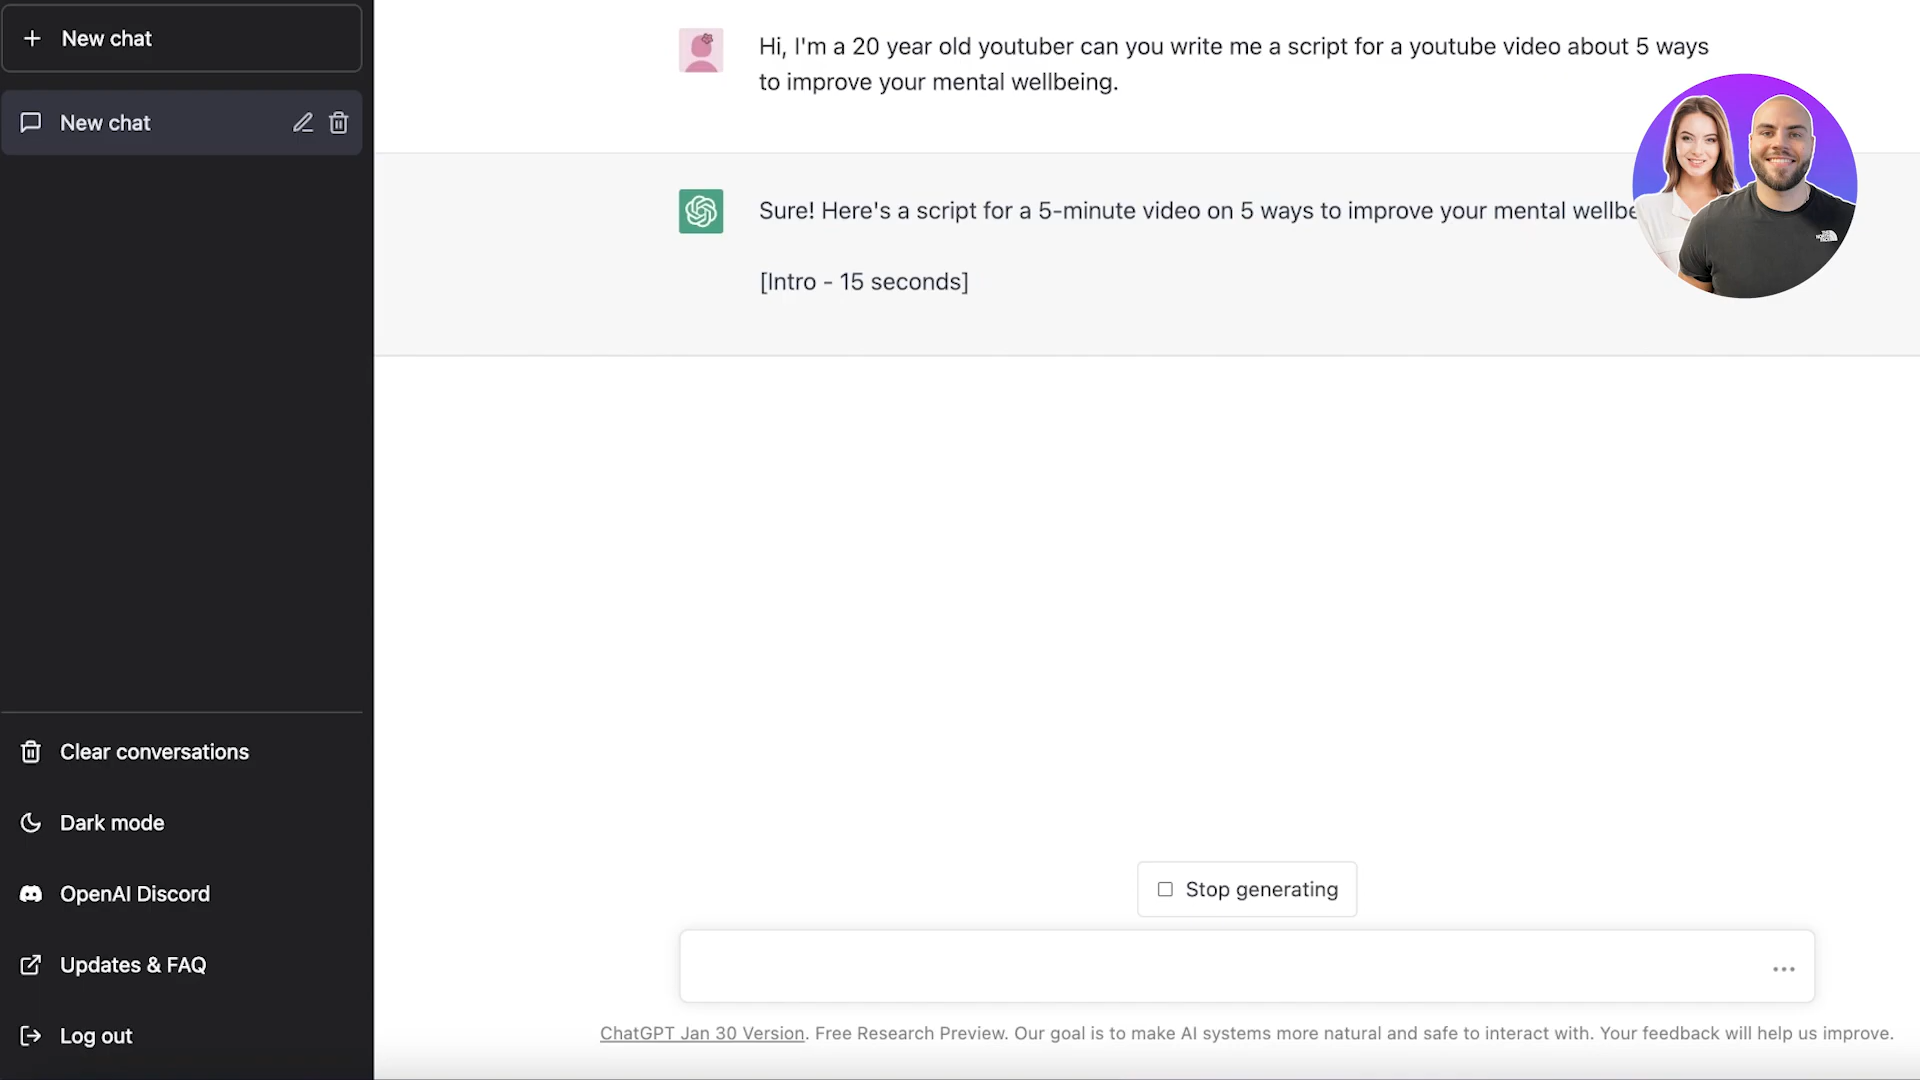 New chat
New chat
Clear conversations
Dark mode
OpenAI Discord
Updates & FAQ
Log out
Hi, I'm a 20 year old youtuber can you write me a script for a youtube video about 5 ways
to improve your mental wellbeing.
Sure! Here's a script for a 5-minute video on 5 ways to improve your mental wellbe
[Intro - 15 seconds]
THE NORTH FACE
Stop generating
ChatGPT Jan 30 Version. Free Research Preview. Our goal is to make AI systems more natural and safe to interact with. Your feedback will help us improve.